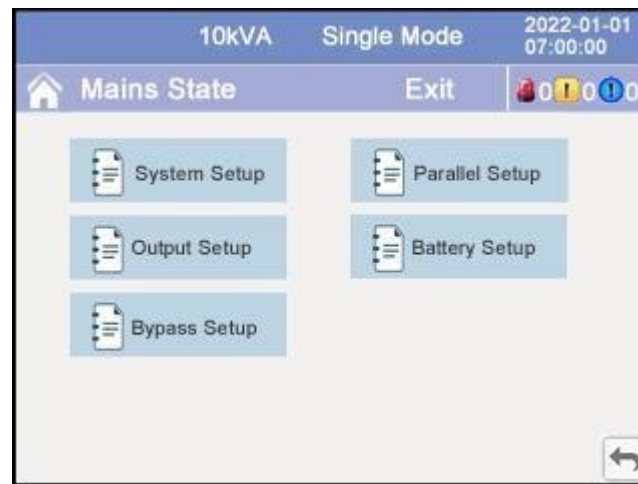 10kVA Single Mode 2022-01-01
07:00:00
Mains State Exit 0 ! 0 ! 0
System Setup Parallel Setup
Output Setup Battery Setup
Bypass Setup